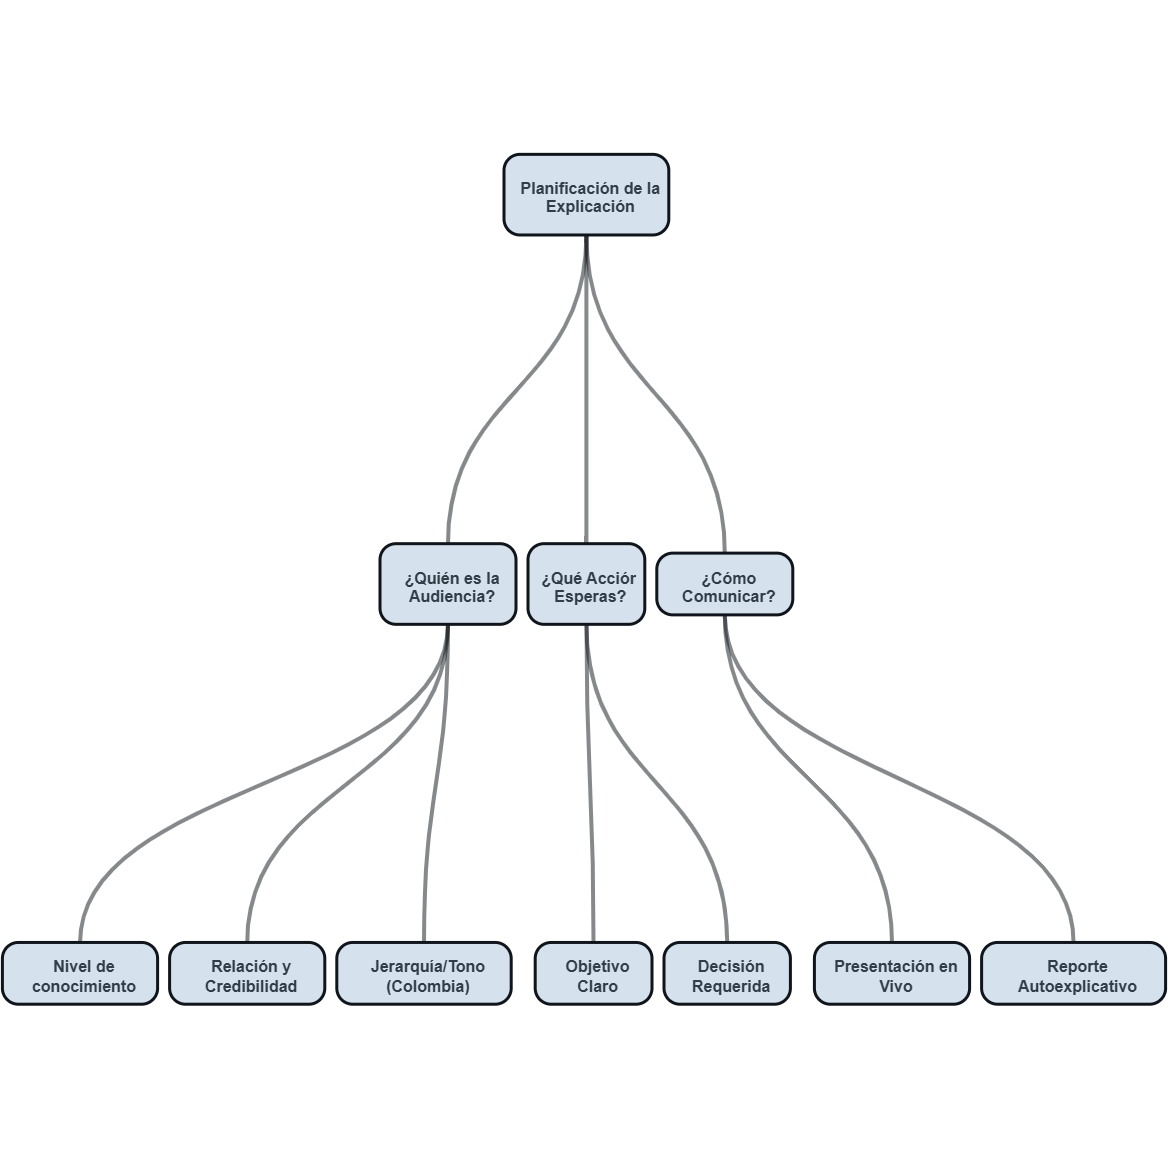 Planificación de la
Explicación
¿Quién es la
Audiencia?
¿Qué Acciór
Esperas?
¿Cómo
Comunicar?
Nivel de
conocimiento
Relación y
Credibilidad
Jerarquía/Tono
(Colombia)
Objetivo
Claro
Decisión
Requerida
Presentación en
Vivo
Reporte
Autoexplicativo